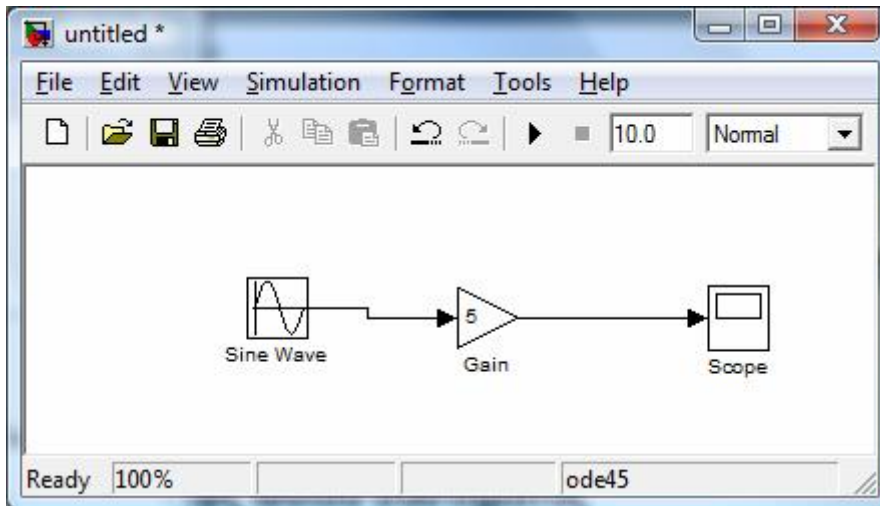 untitled *
File Edit View Simulation Format Tools Help
10.0 Normal
5
Sine Wave
Gain
Scope
Ready 100% ode45